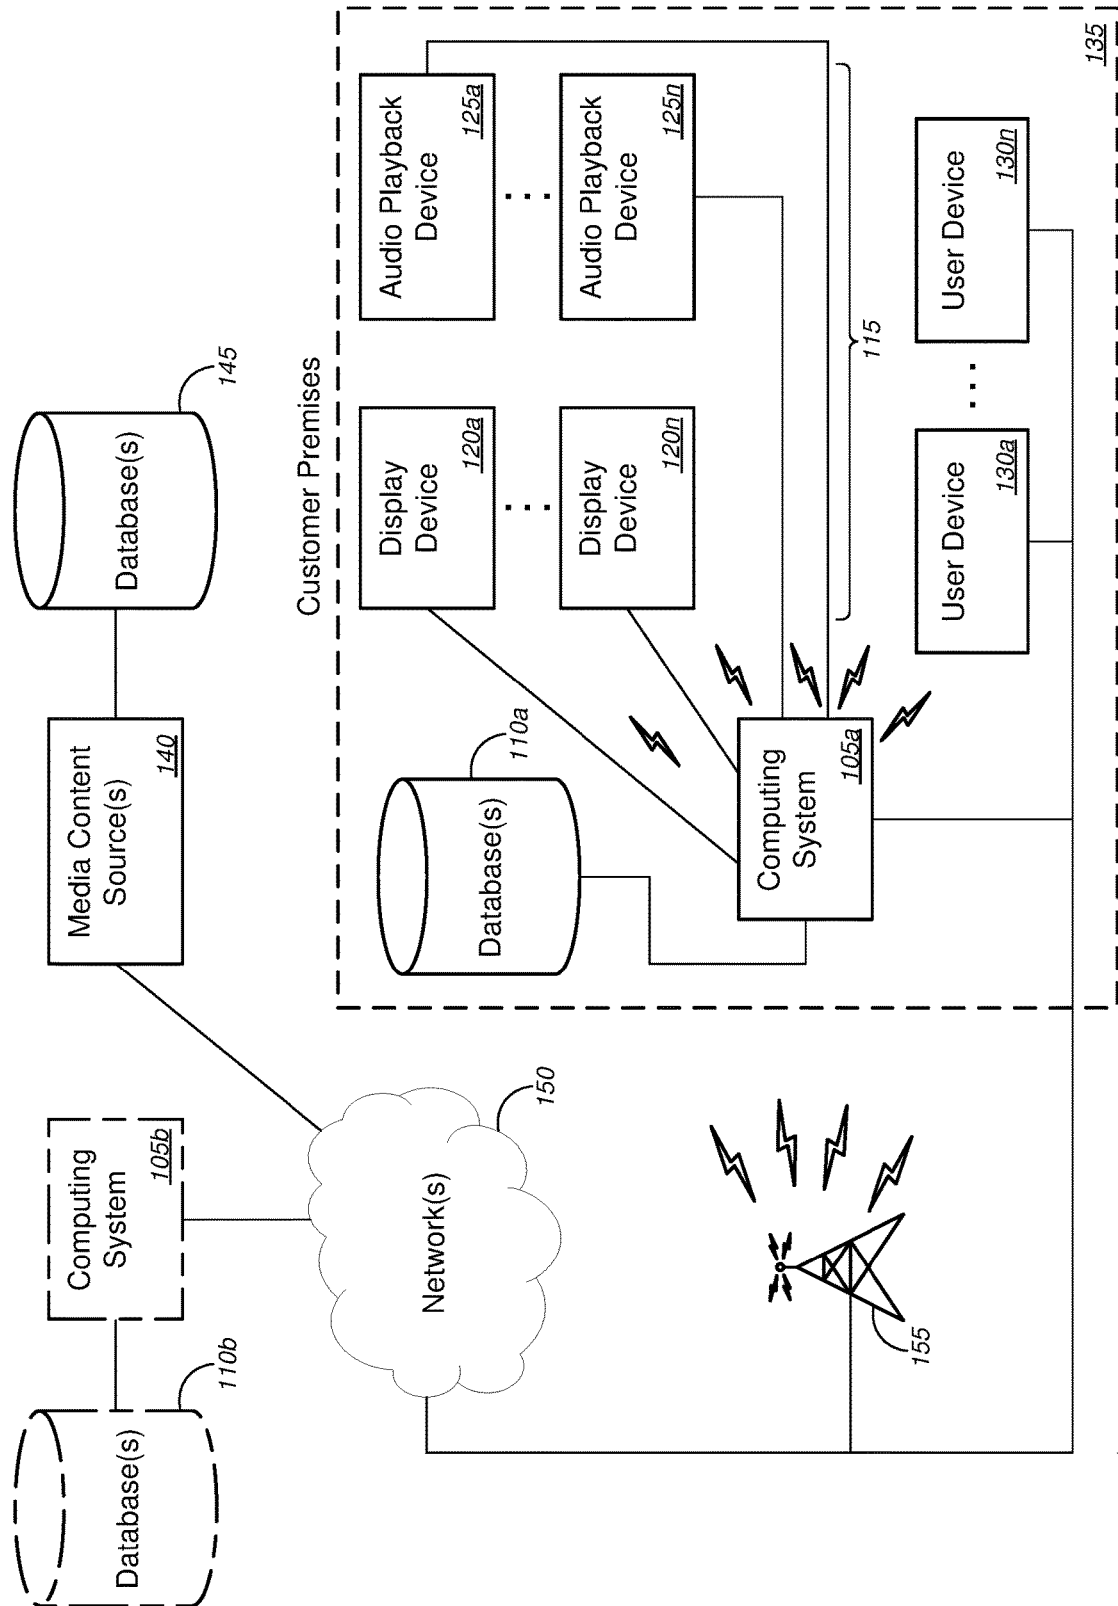 Database(s)
110b
Computing
System
105b
Media Content
Source(s)
140
Database(s)
145
Network(s)
150
155
Customer Premises
135
Database(s)
110a
Computing
System
105a
Display
Device
120a
...
Display
Device
120n
Audio Playback
Device
125a
...
Audio Playback
Device
125n
115
User Device
130a
...
User Device
130n